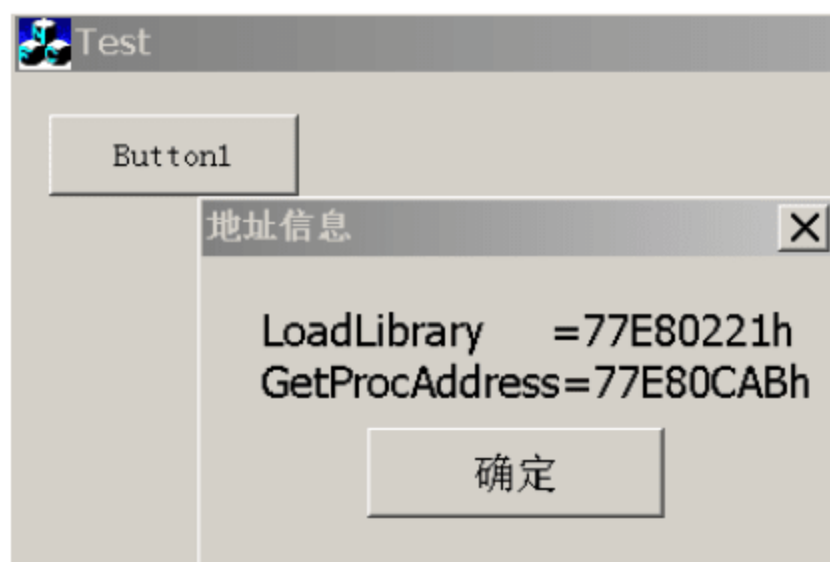 Test
Button1
地址信息
LoadLibrary =77E80221h
GetProcAddress=77E80CABh
确定